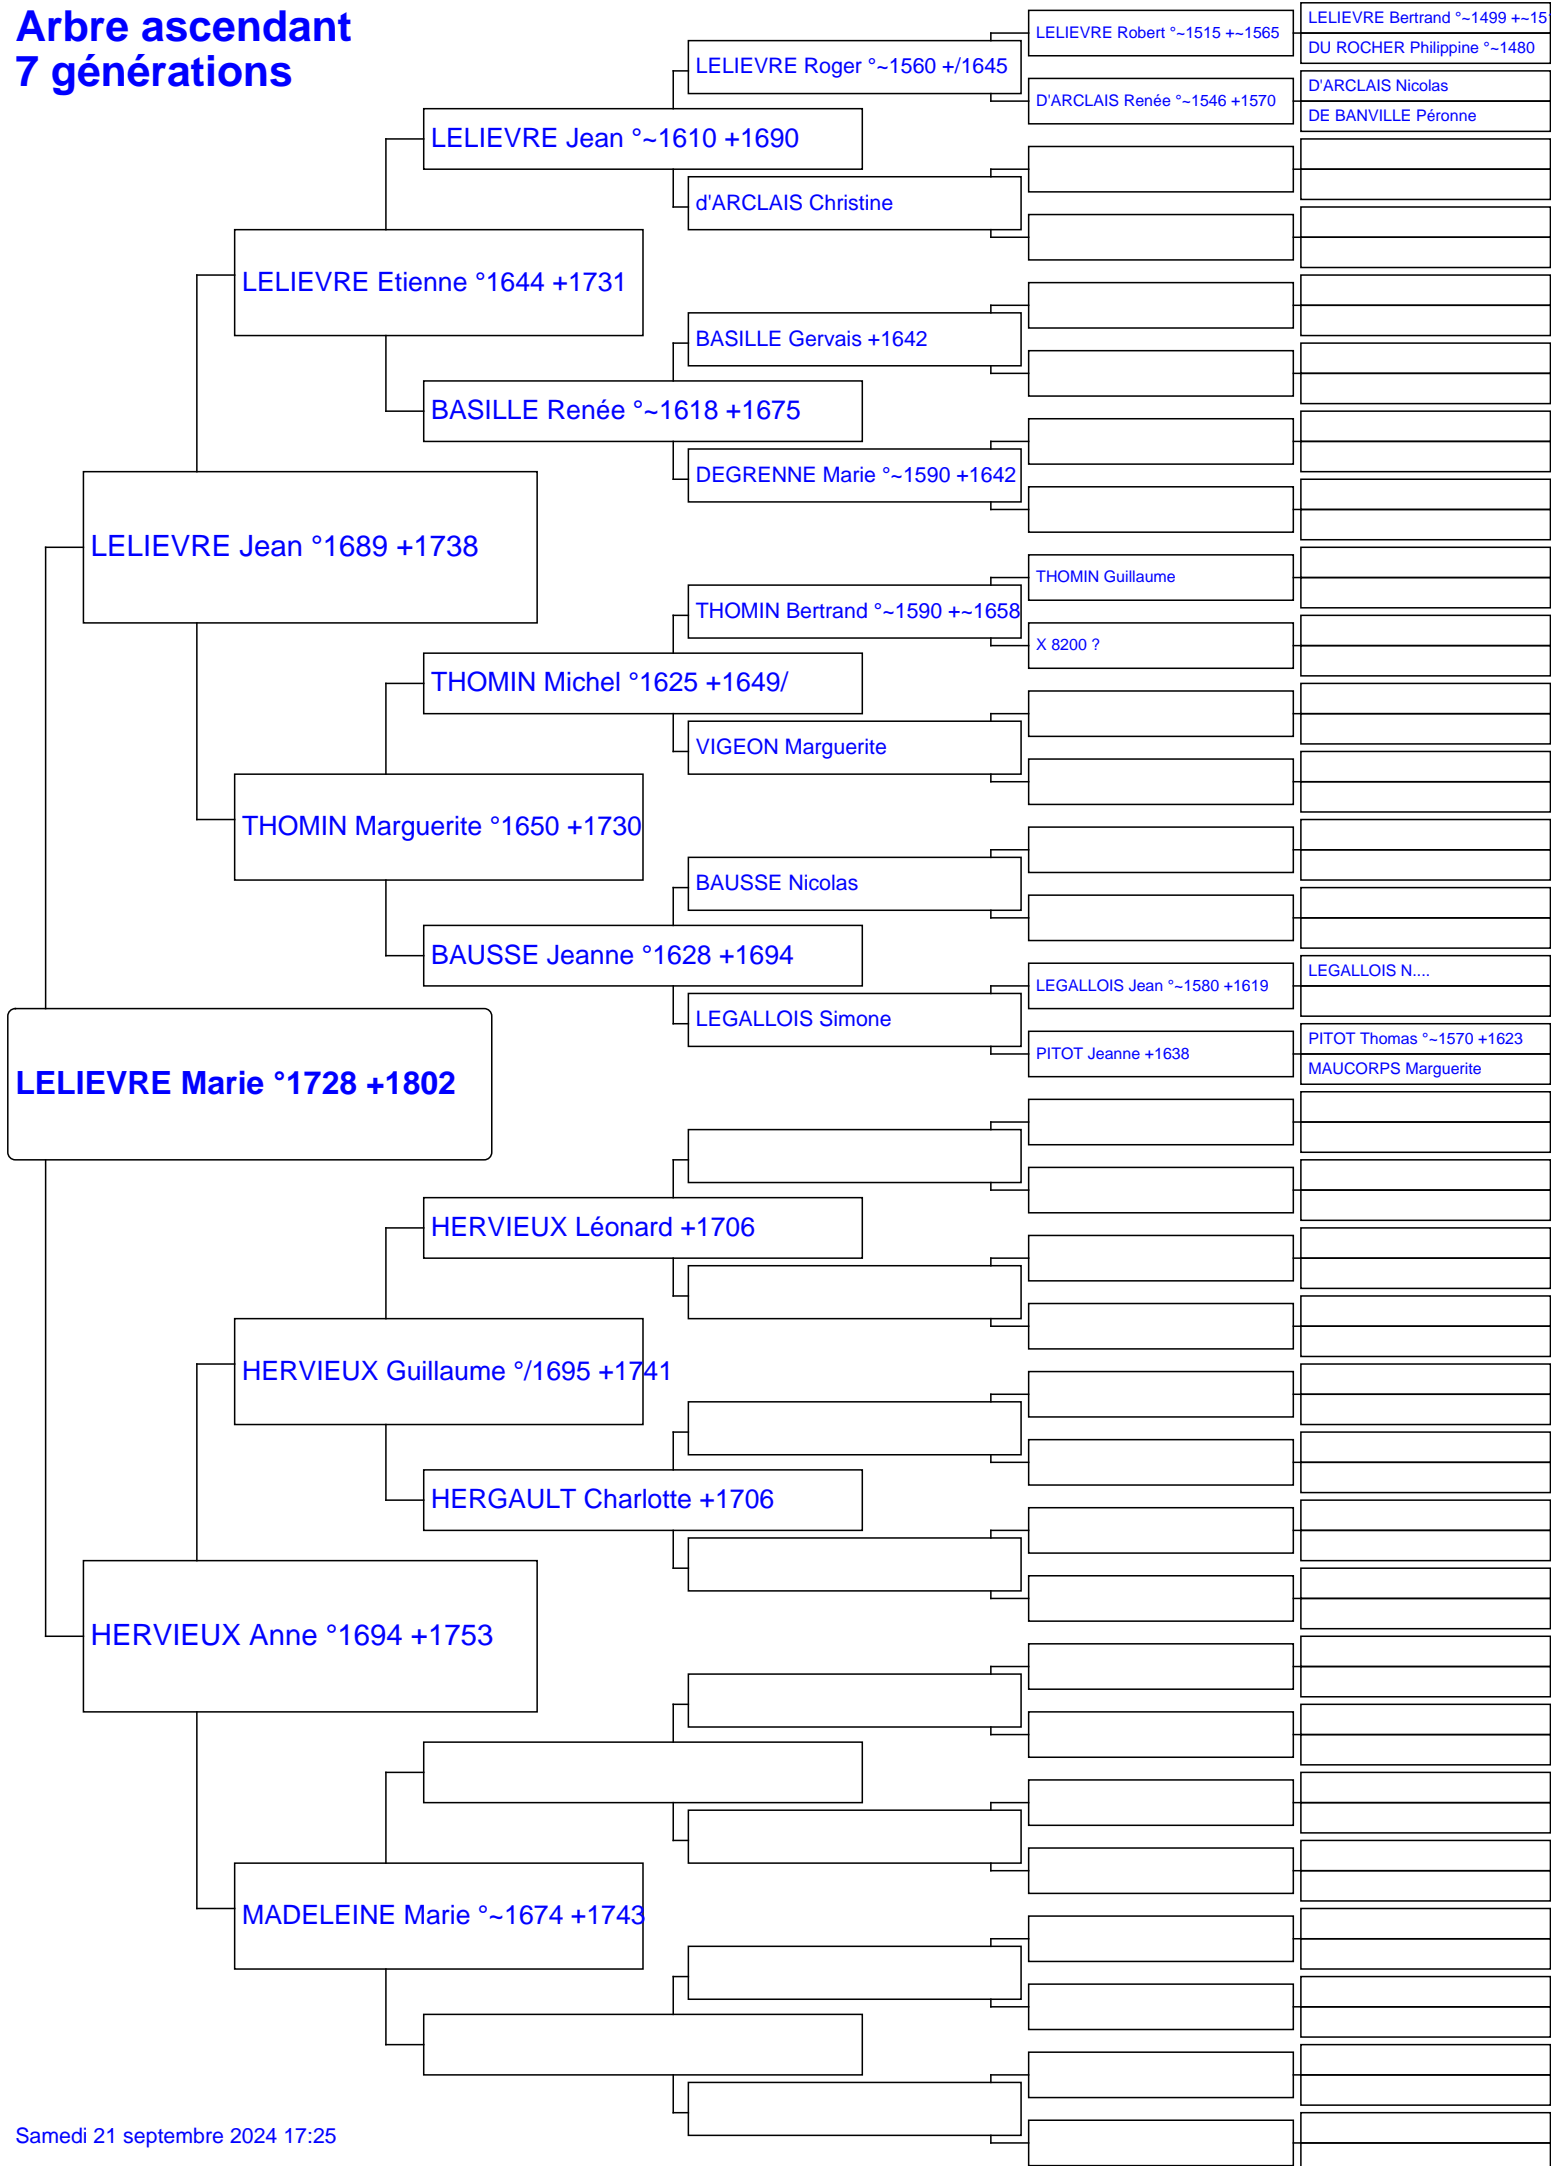 Arbre ascendant
7 générations
LELIEVRE Marie °1728 +1802
LELIEVRE Jean °1689 +1738
HERVIEUX Anne °1694 +1753
LELIEVRE Etienne °1644 +1731
THOMIN Marguerite °1650 +1730
HERVIEUX Guillaume °/1695 +1741
MADELEINE Marie °~1674 +1743
LELIEVRE Jean °~1610 +1690
BASILLE Renée °~1618 +1675
THOMIN Michel °1625 +1649/
BAUSSE Jeanne °1628 +1694
HERVIEUX Léonard +1706
HERGAULT Charlotte +1706
LELIEVRE Roger °~1560 +/1645
d'ARCLAIS Christine
BASILLE Gervais +1642
DEGRENNE Marie °~1590 +1642
THOMIN Bertrand °~1590 +~1658
VIGEON Marguerite
BAUSSE Nicolas
LEGALLOIS Simone
LELIEVRE Robert °~1515 +~1565
D'ARCLAIS Renée °~1546 +1570
THOMIN Guillaume
X 8200 ?
LEGALLOIS Jean °~1580 +1619
PITOT Jeanne +1638
LELIEVRE Bertrand °~1499
DU ROCHER Philippine °~1480
D'ARCLAIS Nicolas
DE BANVILLE Péronne
LEGALLOIS N....
PITOT Thomas °~1570 +1623
MAUCORPS Marguerite
Samedi 21 septembre 2024 17:25